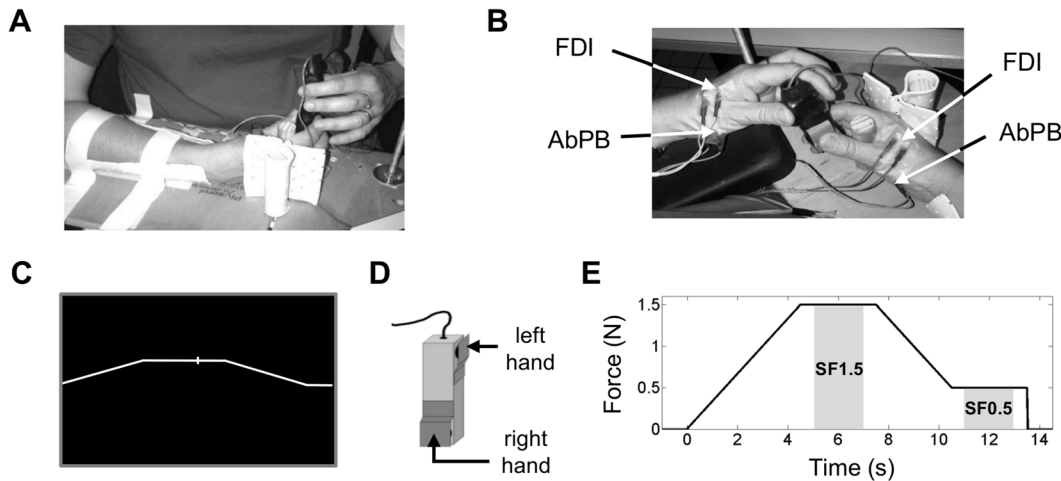 A
B
FDI
FDI
AbPB
AbPB
C
D
E
left
hand
right
hand
Force (N)
1.5
1
0.5
0
SF1.5
SF0.5
0 2 4 6 8 10 12 14
Time (s)